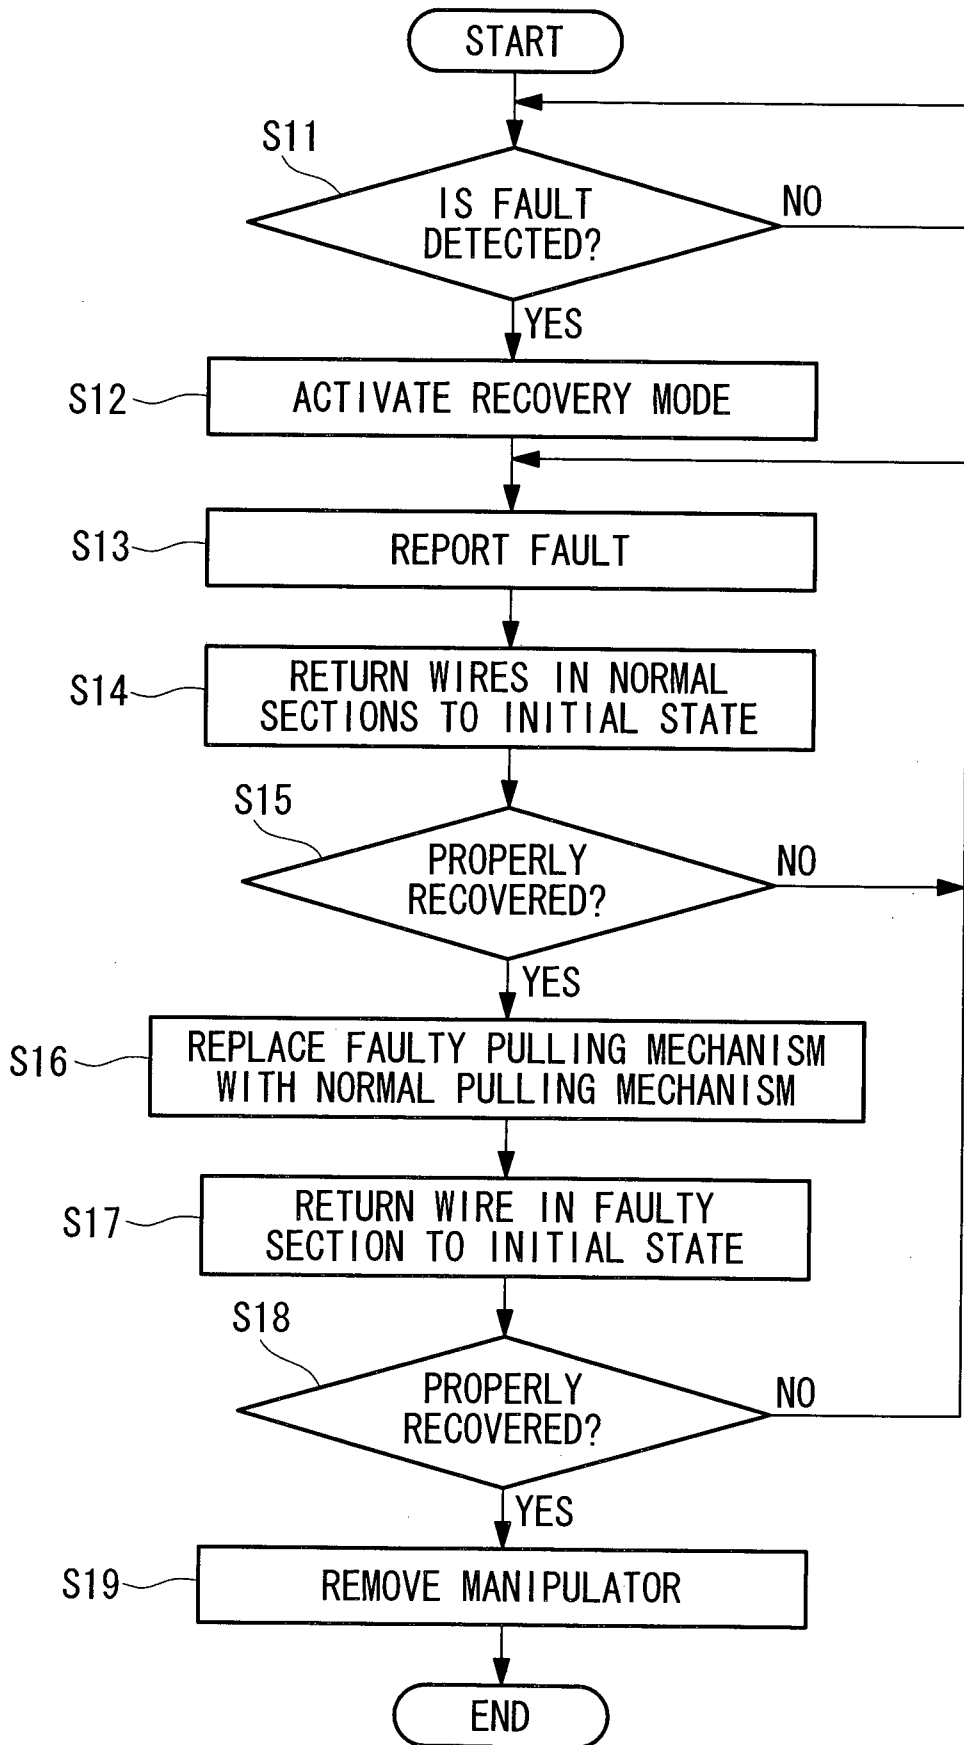 START
S11
IS FAULT
DETECTED?
NO
YES
S12
ACTIVATE RECOVERY MODE
S13
REPORT FAULT
S14
RETURN WIRES IN NORMAL
SECTIONS TO INITIAL STATE
S15
PROPERLY
RECOVERED?
NO
YES
S16
REPLACE FAULTY PULLING MECHANISM
WITH NORMAL PULLING MECHANISM
S17
RETURN WIRE IN FAULTY
SECTION TO INITIAL STATE
S18
PROPERLY
RECOVERED?
NO
YES
S19
REMOVE MANIPULATOR
END